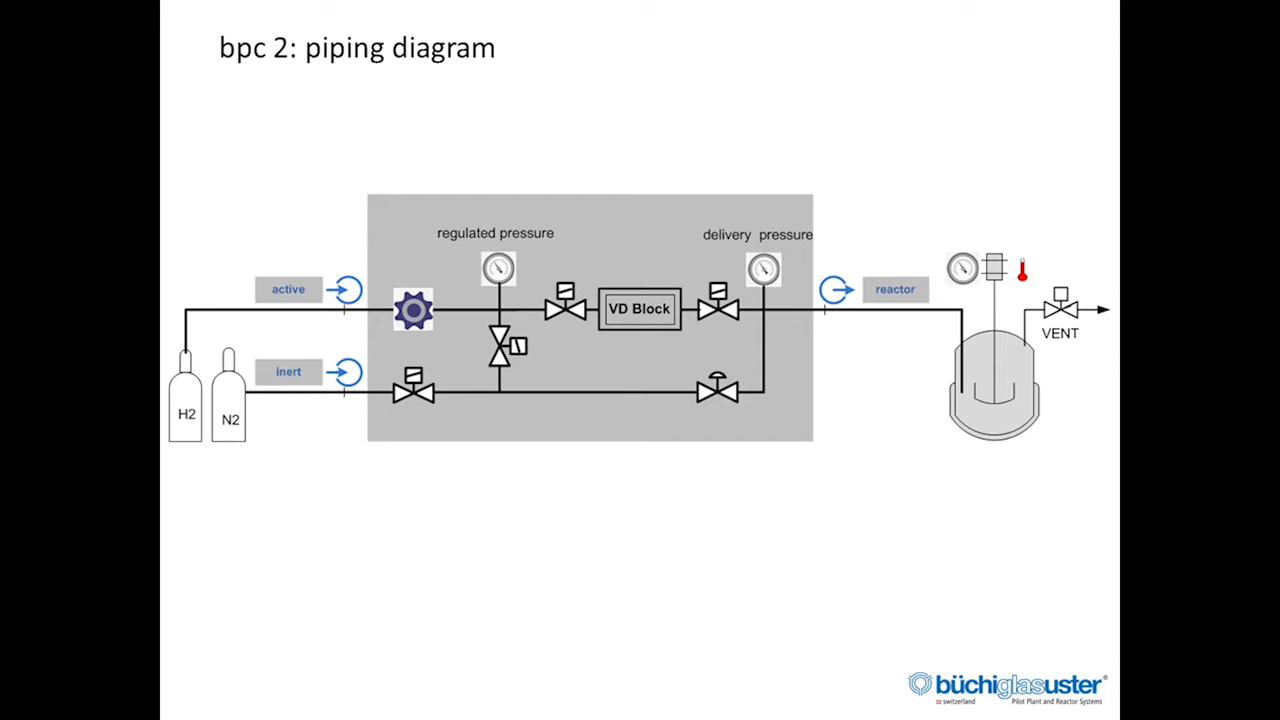 bpc 2: piping diagram
regulated pressure
delivery pressure
active
VD Block
reactor
VENT
inert
H2
N2
büchiglasuster®
switzerland
Pilot Plant and Reactor Systems